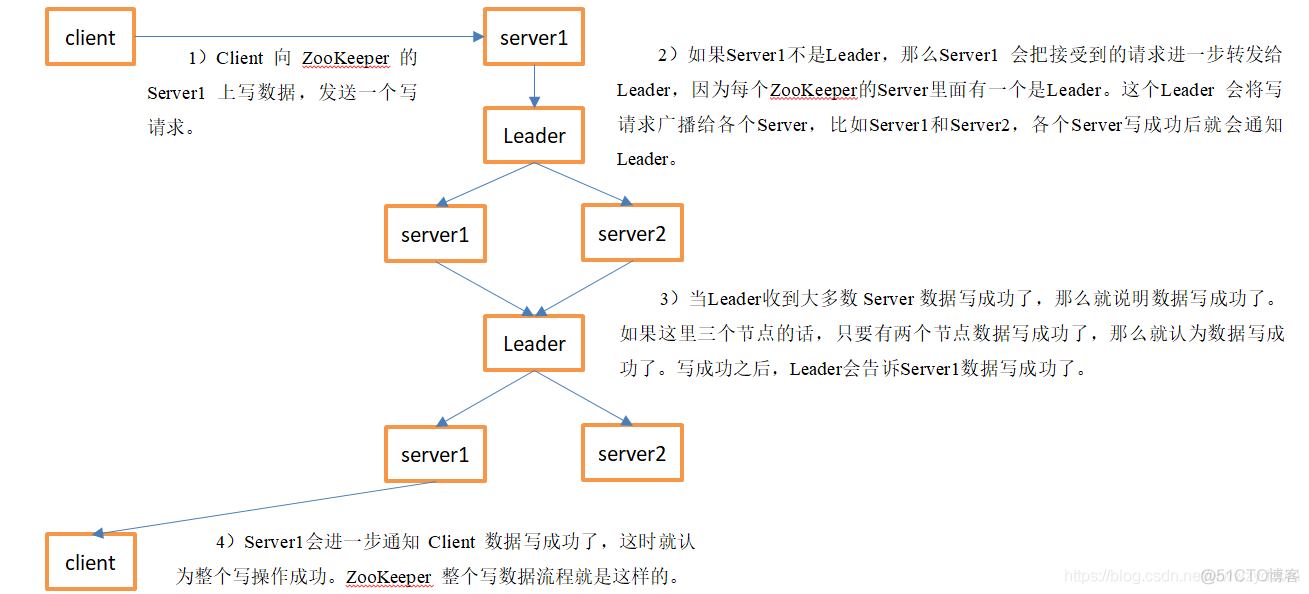 client
server1
1）Client 向 ZooKeeper 的
Server1 上写数据，发送一个写
请求。
2）如果Server1不是Leader，那么Server1 会把接受到的请求进一步转发给
Leader，因为每个ZooKeeper的Server里面有一个是Leader。这个Leader 会将写
请求广播给各个Server，比如Server1和Server2，各个Server写成功后就会通知
Leader。
Leader
server1
server2
3）当Leader收到大多数 Server 数据写成功了，那么就说明数据写成功了。
如果这里三个节点的话，只要有两个节点数据写成功了，那么就认为数据写成
功了。写成功之后，Leader会告诉Server1数据写成功了。
Leader
server1
server2
4）Server1会进一步通知 Client 数据写成功了，这时就认
为整个写操作成功。ZooKeeper 整个写数据流程就是这样的。
client
https://blog.csdn.ne
@51CTO博客